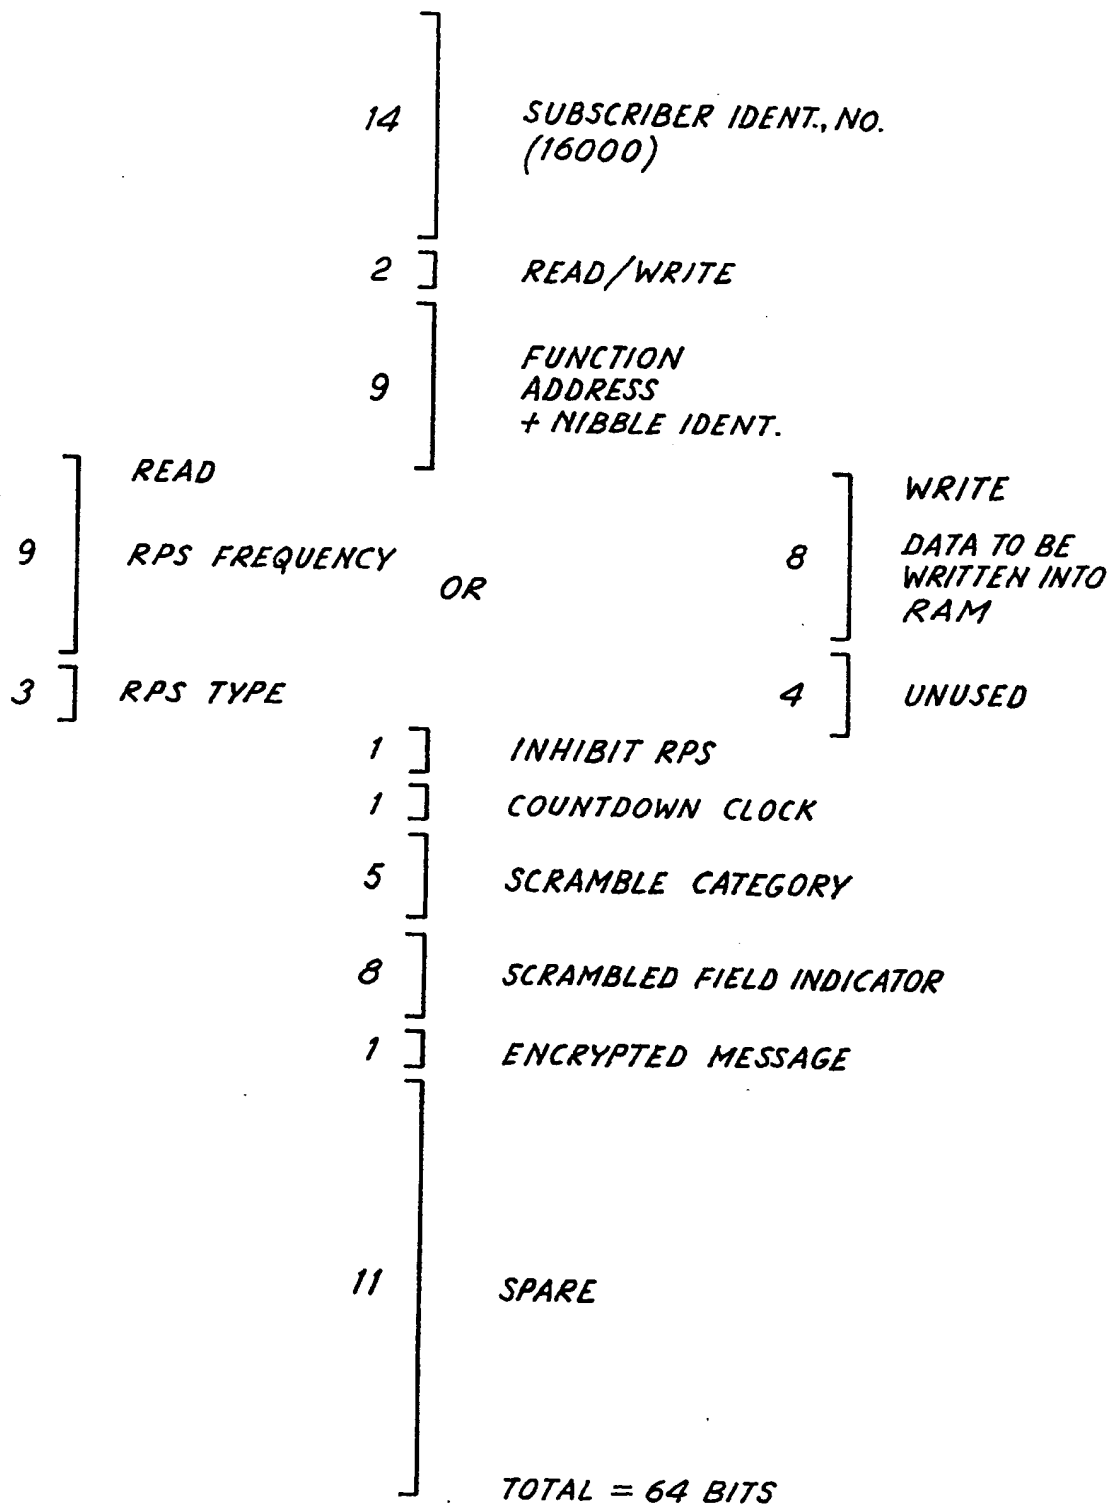 14
SUBSCRIBER IDENT., NO.
(16000)
2
READ/WRITE
9
FUNCTION
ADDRESS
+ NIBBLE IDENT.
READ
9
RPS FREQUENCY
3
RPS TYPE
OR
WRITE
8
DATA TO BE
WRITTEN INTO
RAM
4
UNUSED
1
INHIBIT RPS
1
COUNTDOWN CLOCK
5
SCRAMBLE CATEGORY
8
SCRAMBLED FIELD INDICATOR
1
ENCRYPTED MESSAGE
11
SPARE
TOTAL = 64 BITS